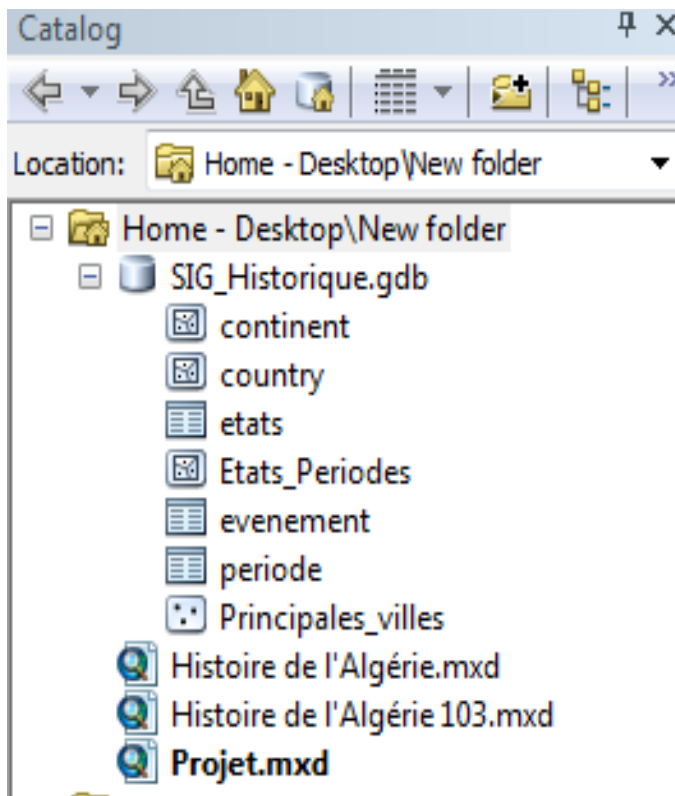 Catalog
Location: Home - Desktop\New folder
Home - Desktop\New folder
SIG_Historique.gdb
continent
country
etats
Etats_Periodes
evenement
periode
Principales_villes
Histoire de l'Algérie.mxd
Histoire de l'Algérie 103.mxd
Projet.mxd